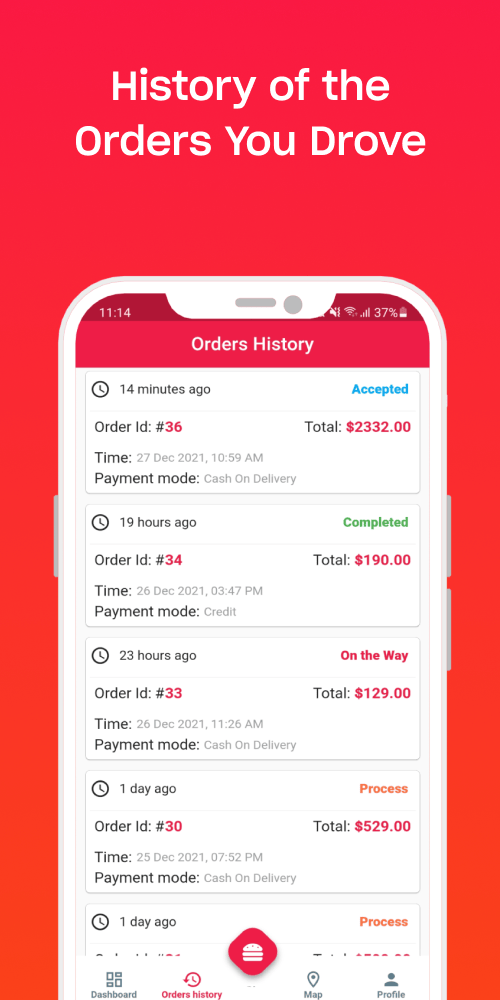 History of the
Orders You Drove
11:14 37%
Orders History
14 minutes ago Accepted
Order Id: #36 Total: $2332.00
Time: 27 Dec 2021, 10:59 AM
Payment mode: Cash On Delivery
19 hours ago Completed
Order Id: #34 Total: $190.00
Time: 26 Dec 2021, 03:47 PM
Payment mode: Credit
23 hours ago On the Way
Order Id: #33 Total: $129.00
Time: 26 Dec 2021, 11:26 AM
Payment mode: Cash On Delivery
1 day ago Process
Order Id: #30 Total: $529.00
Time: 25 Dec 2021, 07:52 PM
Payment mode: Cash On Delivery
1 day ago Process
Dashboard Orders history Map Profile